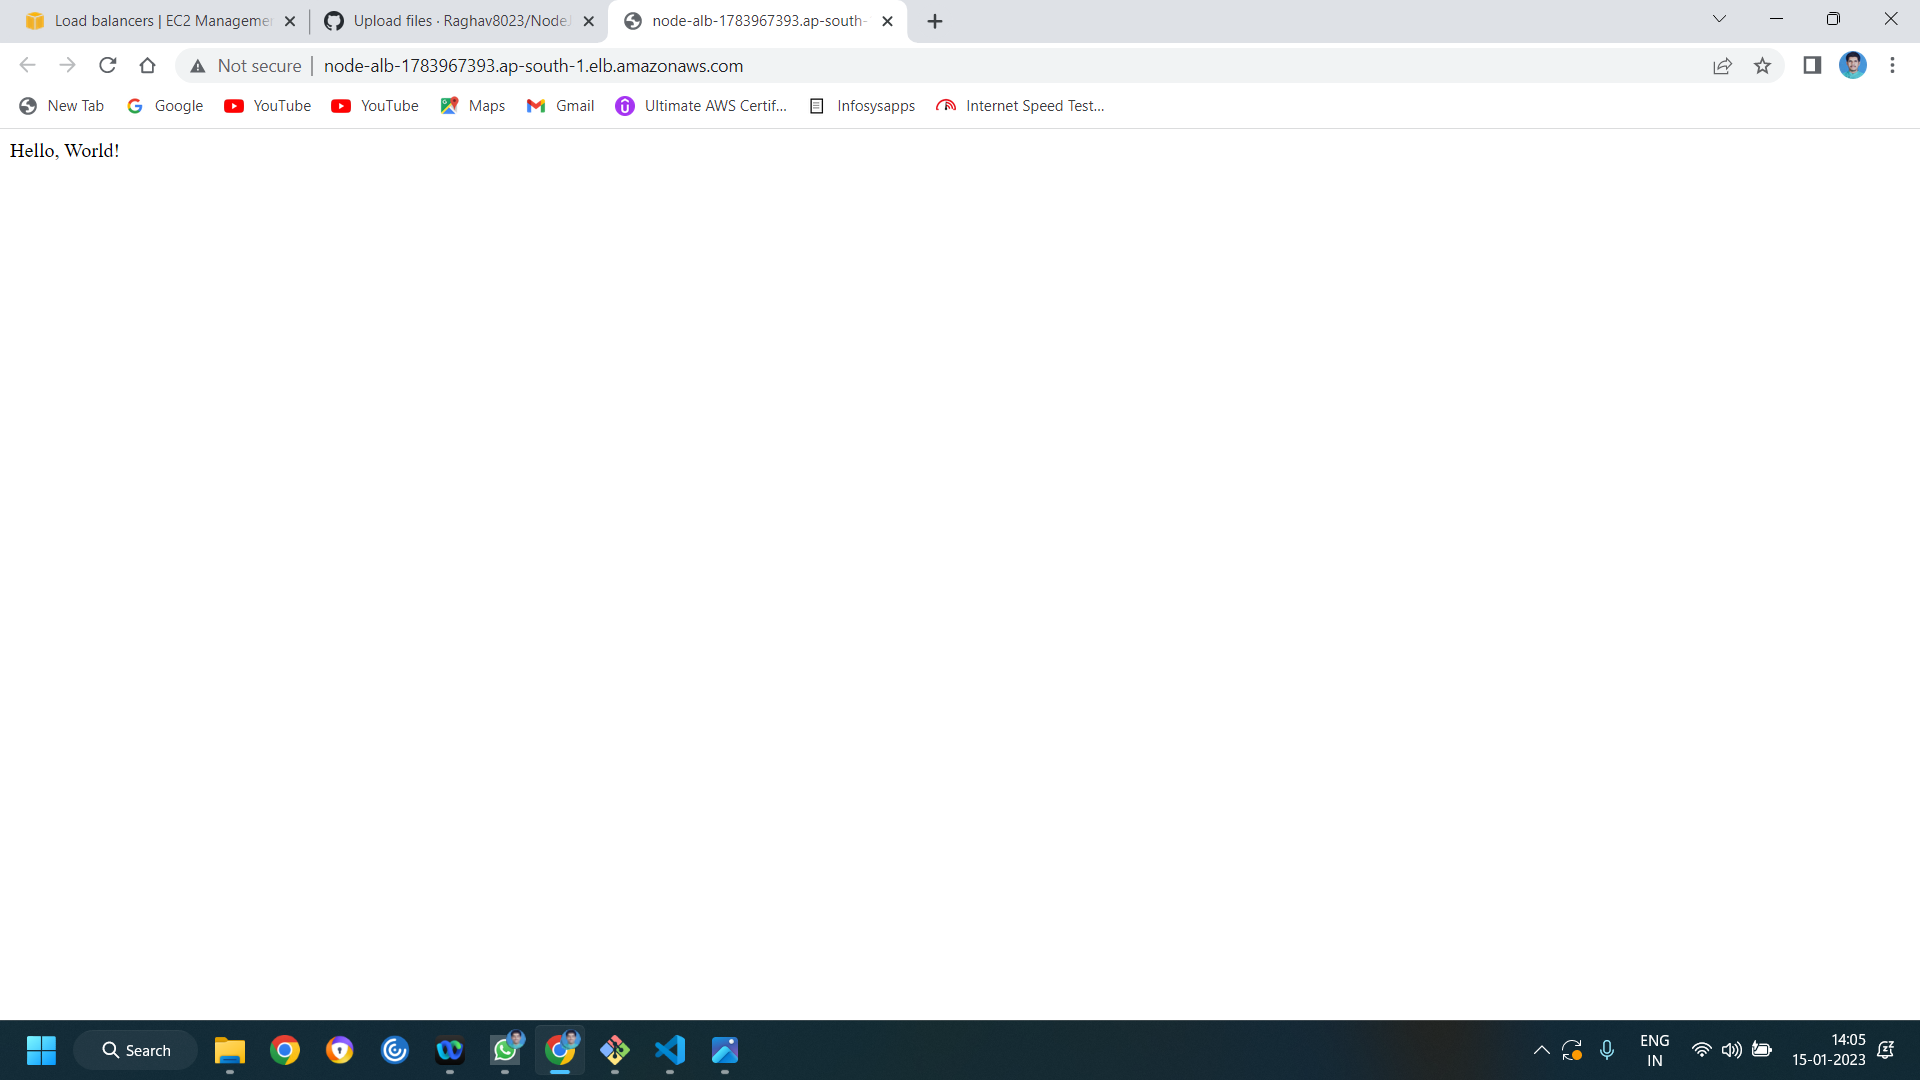 Load balancers | EC2 Managemen
Upload files · Raghav8023/NodeJ
node-alb-1783967393.ap-south-
Not secure
node-alb-1783967393.ap-south-1.elb.amazonaws.com
New Tab
Google
YouTube
YouTube
Maps
Gmail
Ultimate AWS Certif...
Infosysapps
Internet Speed Test...
Hello, World!
Search
ENG
IN
14:05
15-01-2023